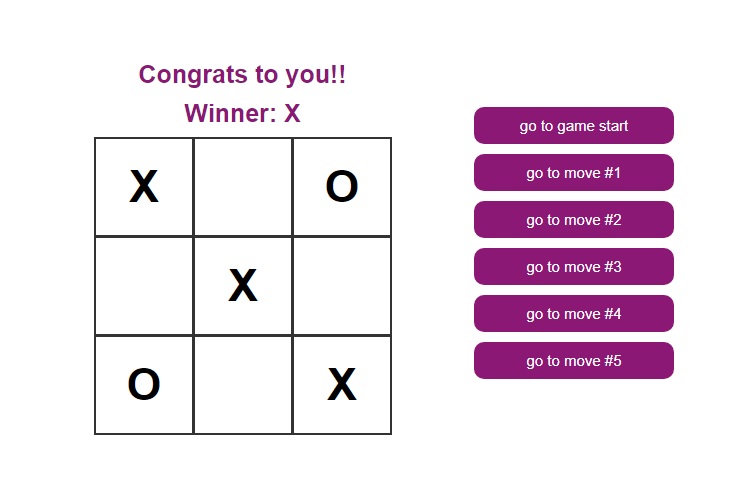 Congrats to you!!
Winner: X
X O
X
O X
go to game start
go to move #1
go to move #2
go to move #3
go to move #4
go to move #5